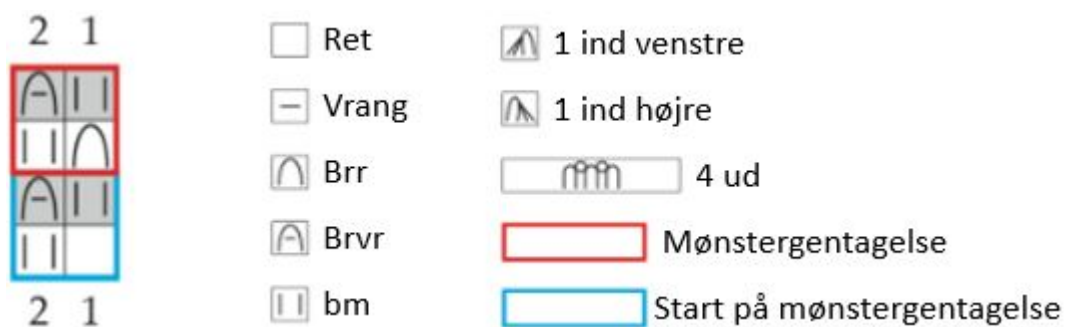 2 1
2 1
Ret
Vrang
Brr
Brvr
bm
1 ind venstre
1 ind højre
4 ud
Mønstergentagelse
Start på mønstergentagelse